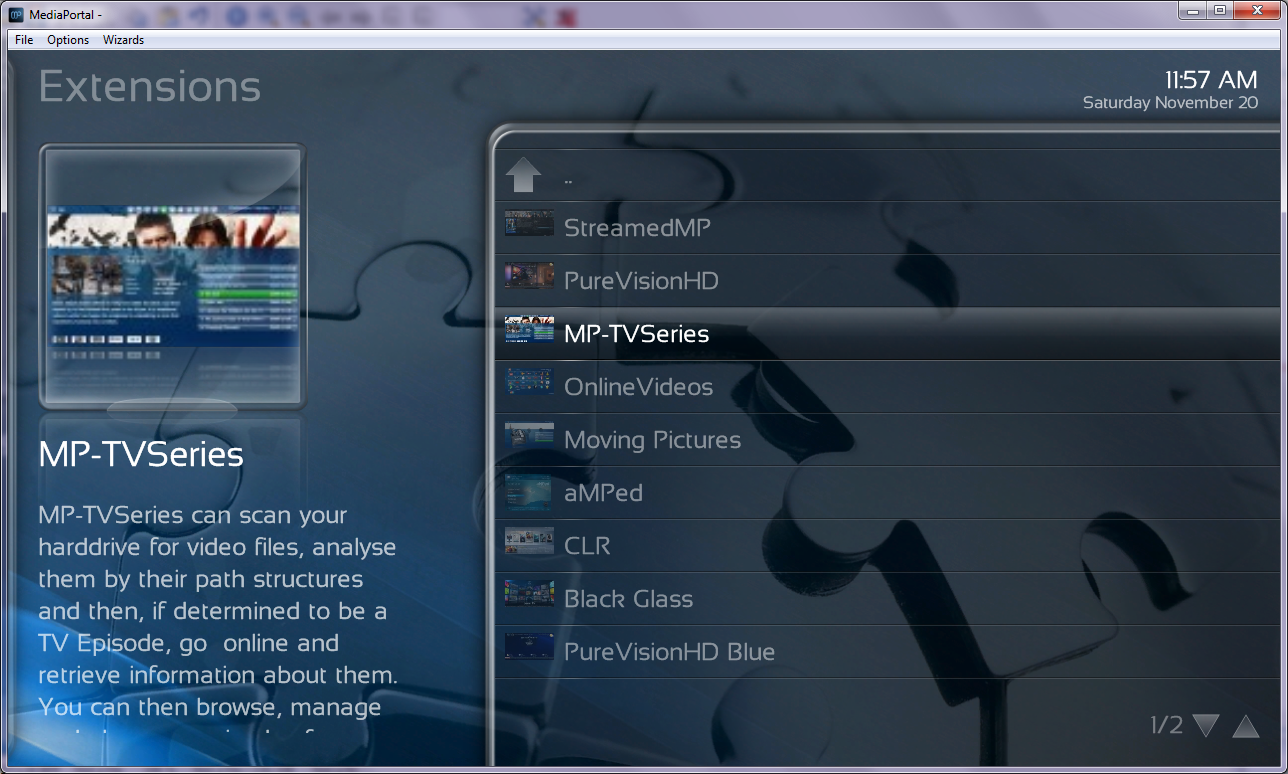 MediaPortal -
File Options Wizards
Extensions
11:57 AM
Saturday November 20
..
StreamedMP
PureVisionHD
MP-TVSeries
OnlineVideos
Moving Pictures
aMPed
CLR
Black Glass
PureVisionHD Blue
MP-TVSeries
MP-TVSeries can scan your
harddrive for video files, analyse
them by their path structures
and then, if determined to be a
TV Episode, go  online and
retrieve information about them.
You can then browse, manage
1/2